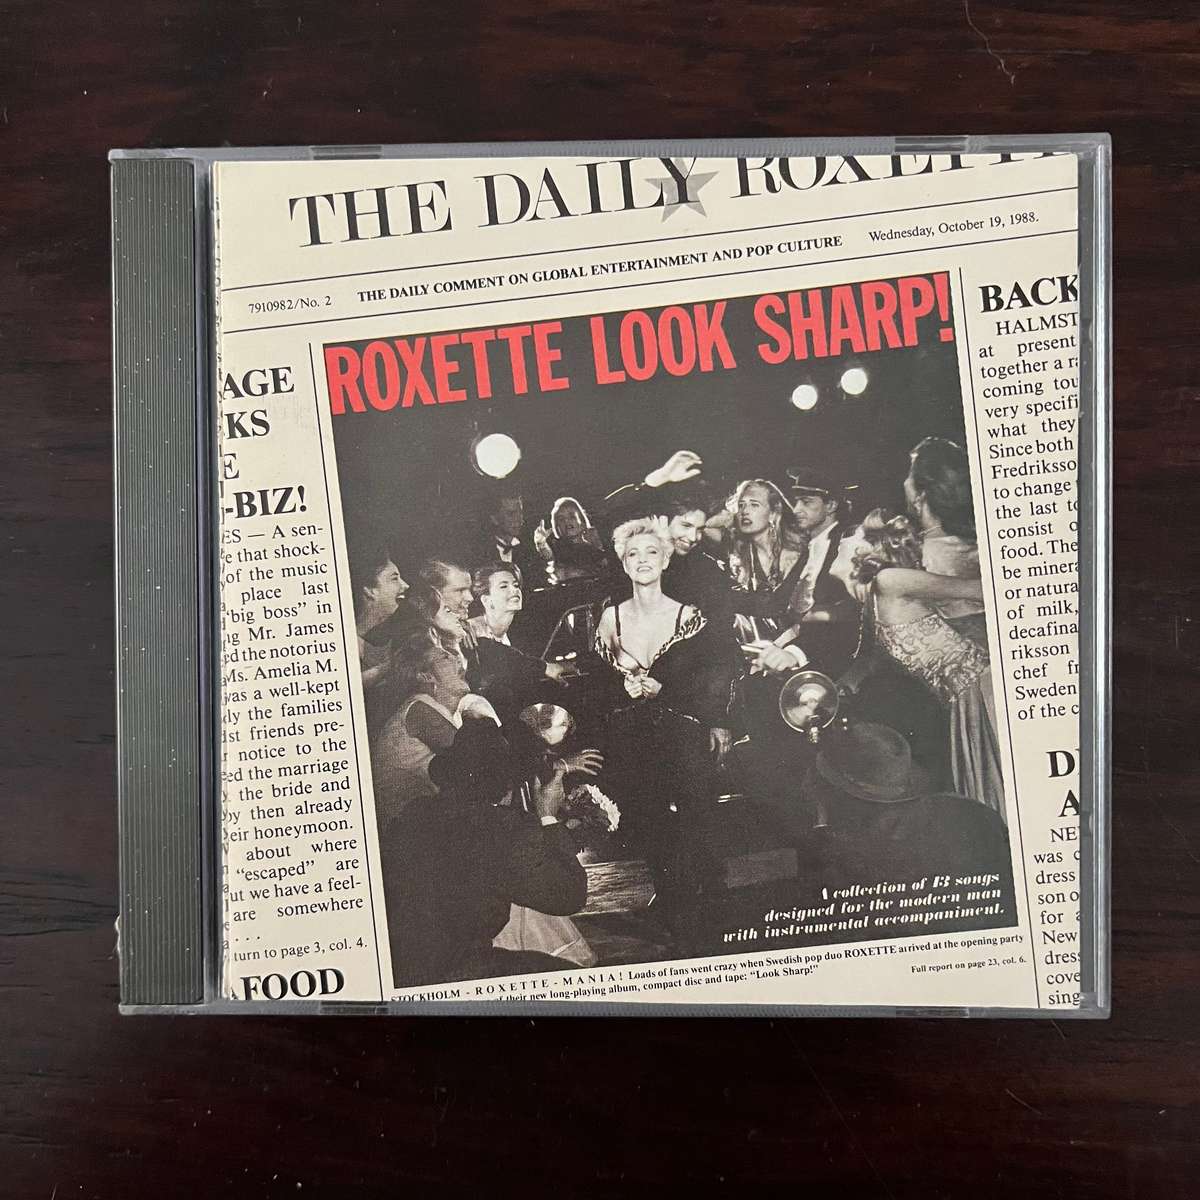 THE DAILY ROXETTE
7910982/No. 2
THE DAILY COMMENT ON GLOBAL ENTERTAINMENT AND POP CULTURE
Wednesday, October 19, 1988.
AGE
KS
E
-BIZ!
ES — A sen-
e that shock-
of the music
place last
"big boss" in
g Mr. James
d the notorius
Ms. Amelia M.
was a well-kept
ly the families
st friends pre-
notice to the
ed the marriage
the bride and
by then already
eir honeymoon.
about where
"escaped" are
ut we have a feel-
are somewhere
. . .
turn to page 3, col. 4.
AFOOD
ROXETTE LOOK SHARP!
A collection of 13 songs
designed for the modern man
with instrumental accompaniment.
STOCKHOLM - ROXETTE - MANIA! Loads of fans went crazy when Swedish pop duo ROXETTE arrived at the opening party
of their new long-playing album, compact disc and tape: "Look Sharp!"
Full report on page 23, col. 6.
BACK
HALMST
at present
together a ra
coming tou
very specifi
what they
Since both
Fredriksso
to change
the last to
consist o
food. The
be minera
or natura
of milk,
decafina
riksson
chef fr
Sweden
of the c
D
A
NE
was c
dress
son o
for a
New
dres
cove
sing